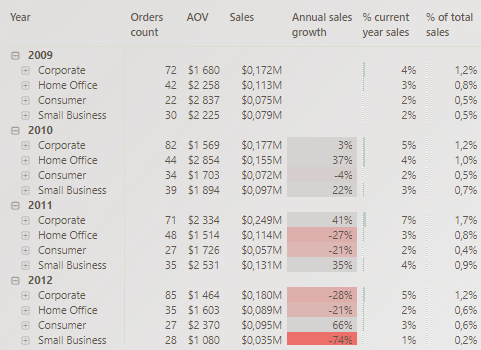 Year Orders count AOV Sales Annual sales growth % current year sales % of total sales
2009
Corporate 72 $1 680 $0,172M 4% 1,2%
Home Office 42 $2 258 $0,113M 3% 0,8%
Consumer 22 $2 837 $0,075M 2% 0,5%
Small Business 30 $2 225 $0,079M 2% 0,5%
2010
Corporate 82 $1 569 $0,177M 3% 5% 1,2%
Home Office 44 $2 854 $0,155M 37% 4% 1,0%
Consumer 34 $1 703 $0,072M -4% 2% 0,5%
Small Business 39 $1 894 $0,097M 22% 3% 0,7%
2011
Corporate 71 $2 334 $0,249M 41% 7% 1,7%
Home Office 48 $1 514 $0,114M -27% 3% 0,8%
Consumer 27 $1 726 $0,057M -21% 2% 0,4%
Small Business 35 $2 531 $0,131M 35% 4% 0,9%
2012
Corporate 85 $1 464 $0,180M -28% 5% 1,2%
Home Office 35 $1 603 $0,089M -21% 2% 0,6%
Consumer 27 $2 370 $0,095M 66% 3% 0,6%
Small Business 28 $1 080 $0,035M -74% 1% 0,2%